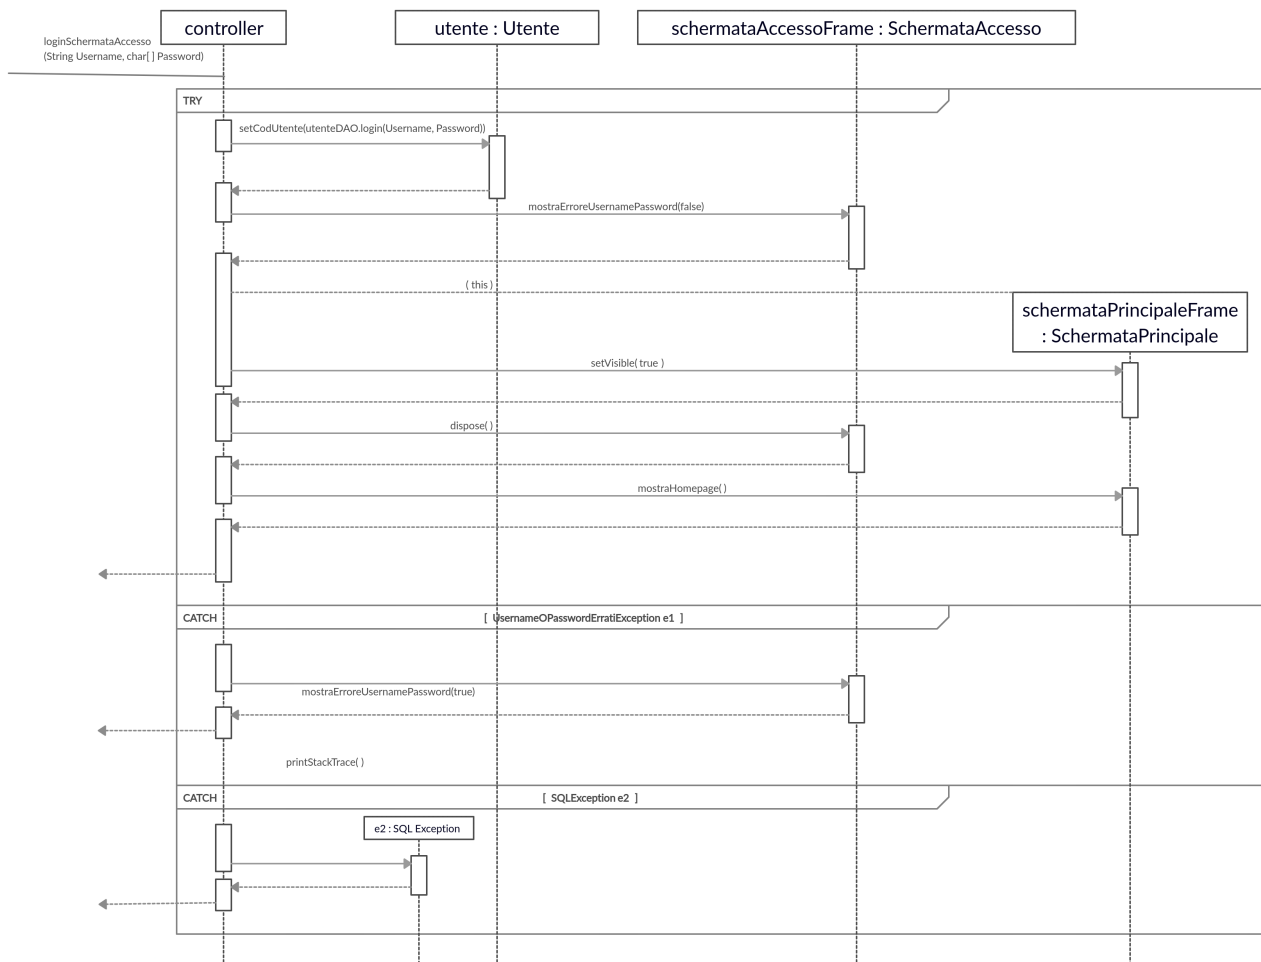 controller
utente : Utente
schermataAccessoFrame : SchermataAccesso
loginSchermataAccesso
(String Username, char[ ] Password)
TRY
setCodUtente(utenteDAO.login(Username, Password))
mostraErroreUsernamePassword(false)
( this )
schermataPrincipaleFrame
: SchermataPrincipale
setVisible( true )
dispose( )
mostraHomepage( )
CATCH
[ UsernameOPasswordErratiException e1 ]
mostraErroreUsernamePassword(true)
printStackTrace( )
CATCH
[ SQLException e2 ]
e2 : SQL Exception